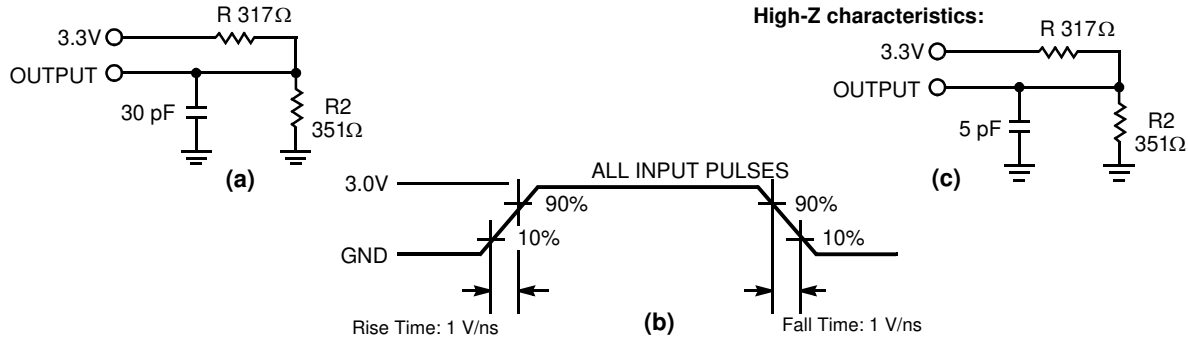 R 317Ω
3.3V
OUTPUT
30 pF
R2
351Ω
(a)
High-Z characteristics:
R 317Ω
3.3V
OUTPUT
5 pF
R2
351Ω
(c)
ALL INPUT PULSES
3.0V
90%
10%
GND
90%
10%
Rise Time: 1 V/ns
(b)
Fall Time: 1 V/ns